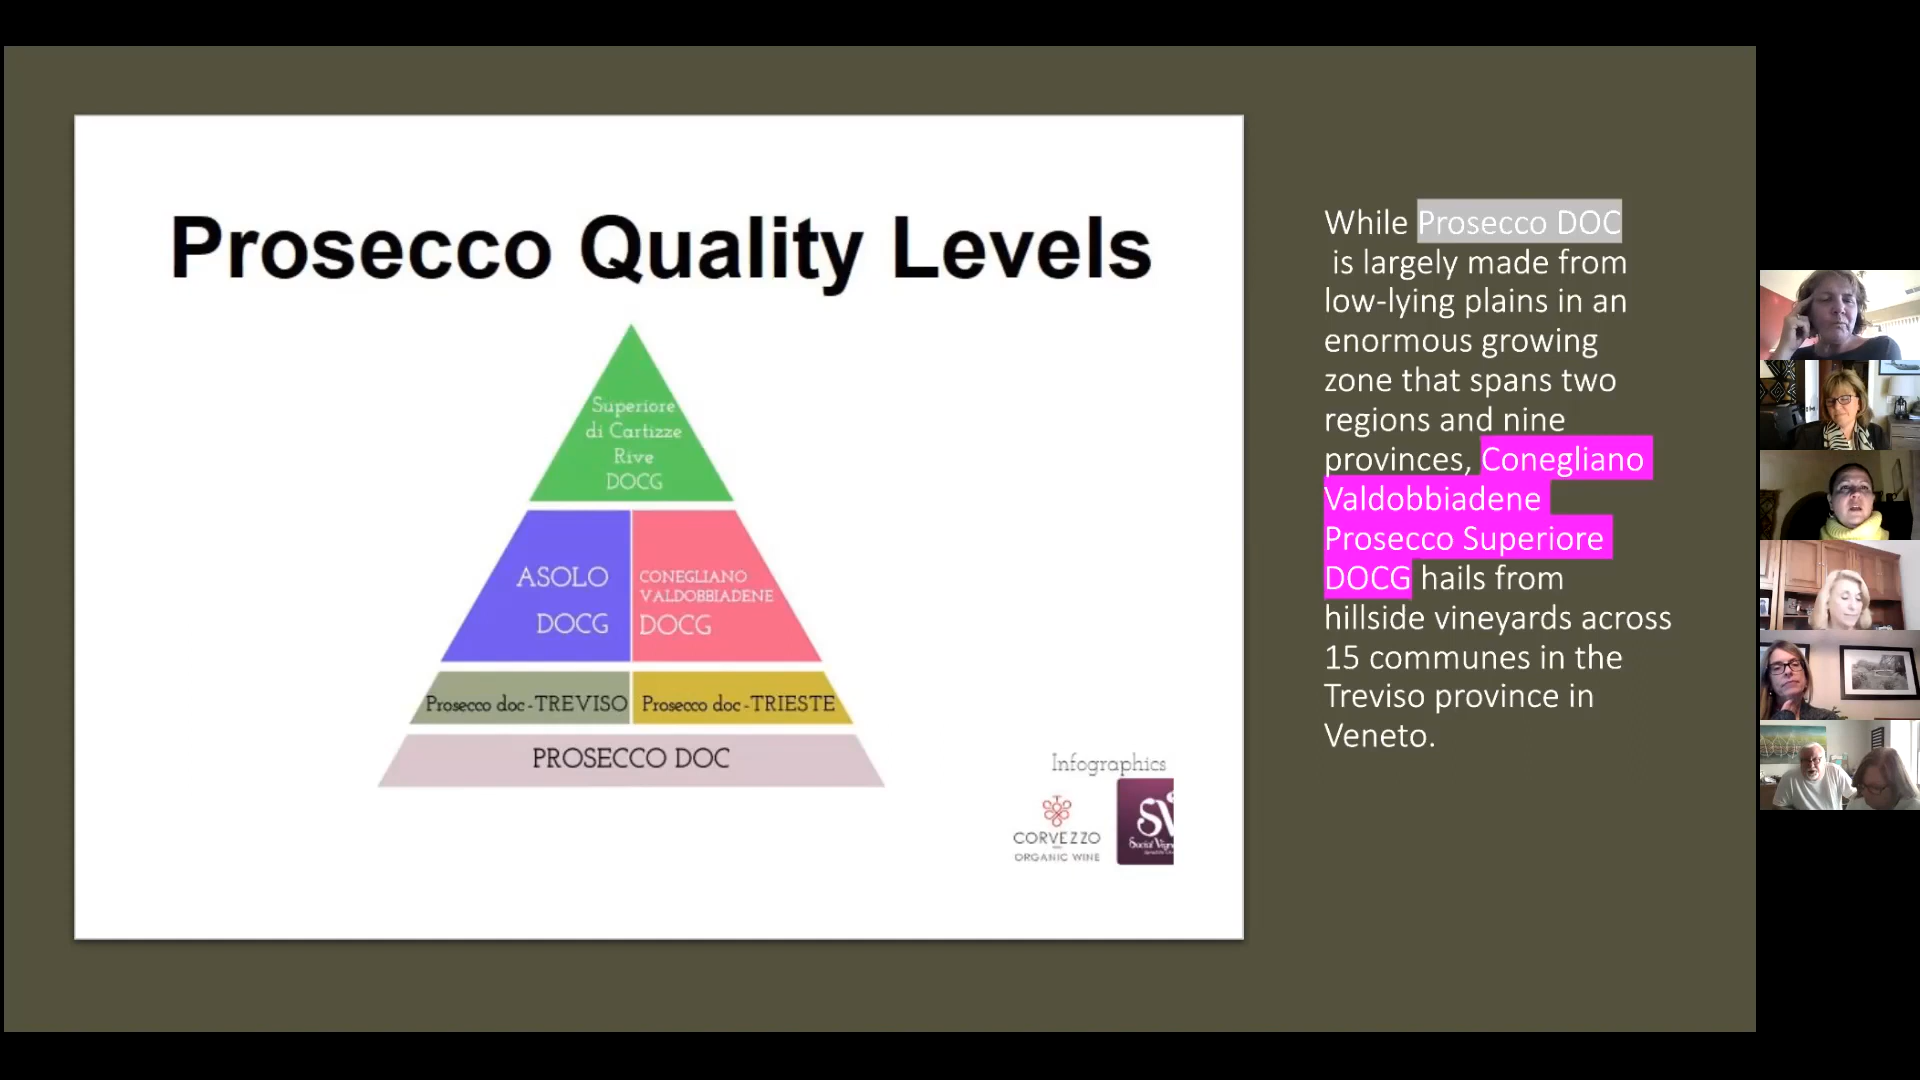 Prosecco Quality Levels
Superiore
di Cartizze
Rive
DOCG
ASOLO
DOCG
CONEGLIANO
VALDOBBIADENE
DOCG
Prosecco doc-TREVISO
Prosecco doc-TRIESTE
PROSECCO DOC
Infographics
CORVEZZO
ORGANIC WINE
SV
Social
While Prosecco DOC
is largely made from
low-lying plains in an
enormous growing
zone that spans two
regions and nine
provinces, Conegliano
Valdobbiadene
Prosecco Superiore
DOCG hails from
hillside vineyards across
15 communes in the
Treviso province in
Veneto.